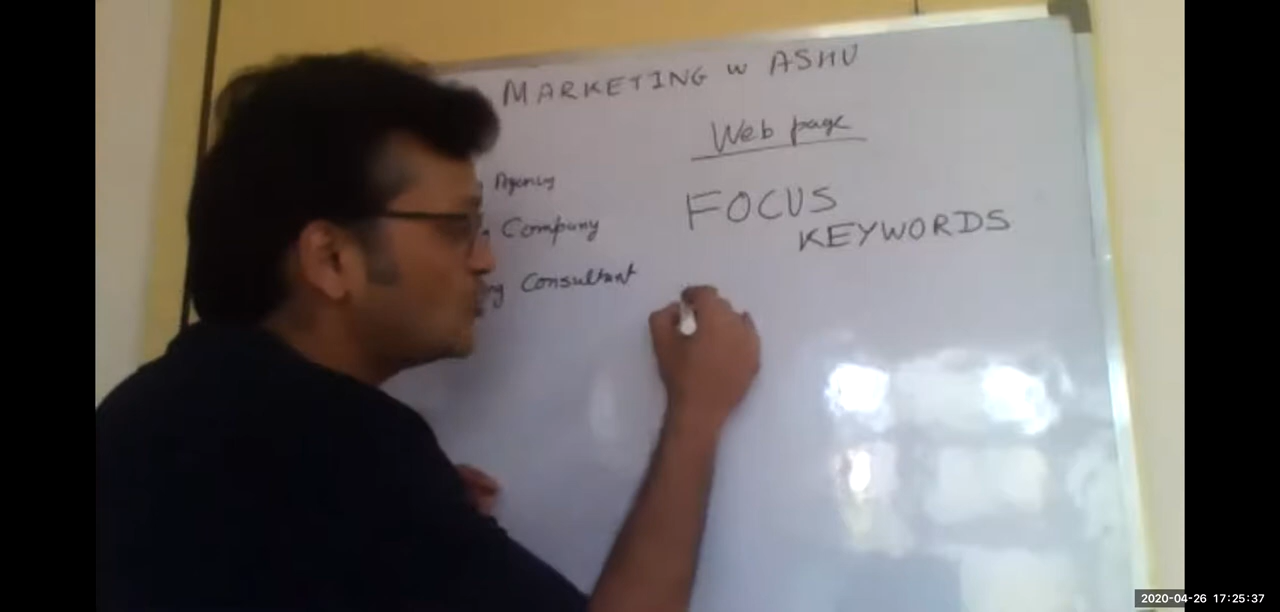 MARKETING W ASHU
Web page
Agency
Company
Consultant
FOCUS
KEYWORDS
2020-04-26 17:25:37